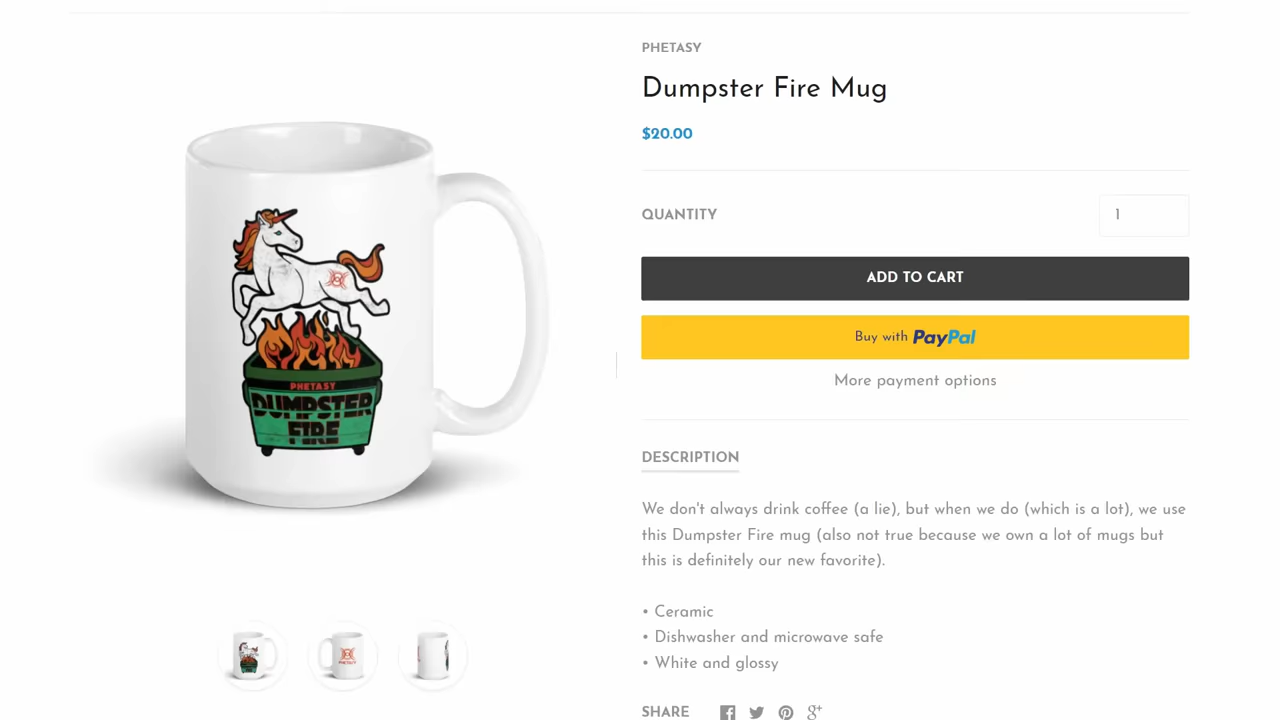 PHETASY
Dumpster Fire Mug
$20.00
QUANTITY
1
ADD TO CART
Buy with PayPal
More payment options
PHETASY
DUMPSTER
FIRE
DESCRIPTION
We don't always drink coffee (a lie), but when we do (which is a lot), we use
this Dumpster Fire mug (also not true because we own a lot of mugs but
this is definitely our new favorite).
• Ceramic
• Dishwasher and microwave safe
• White and glossy
PHETASY
SHARE